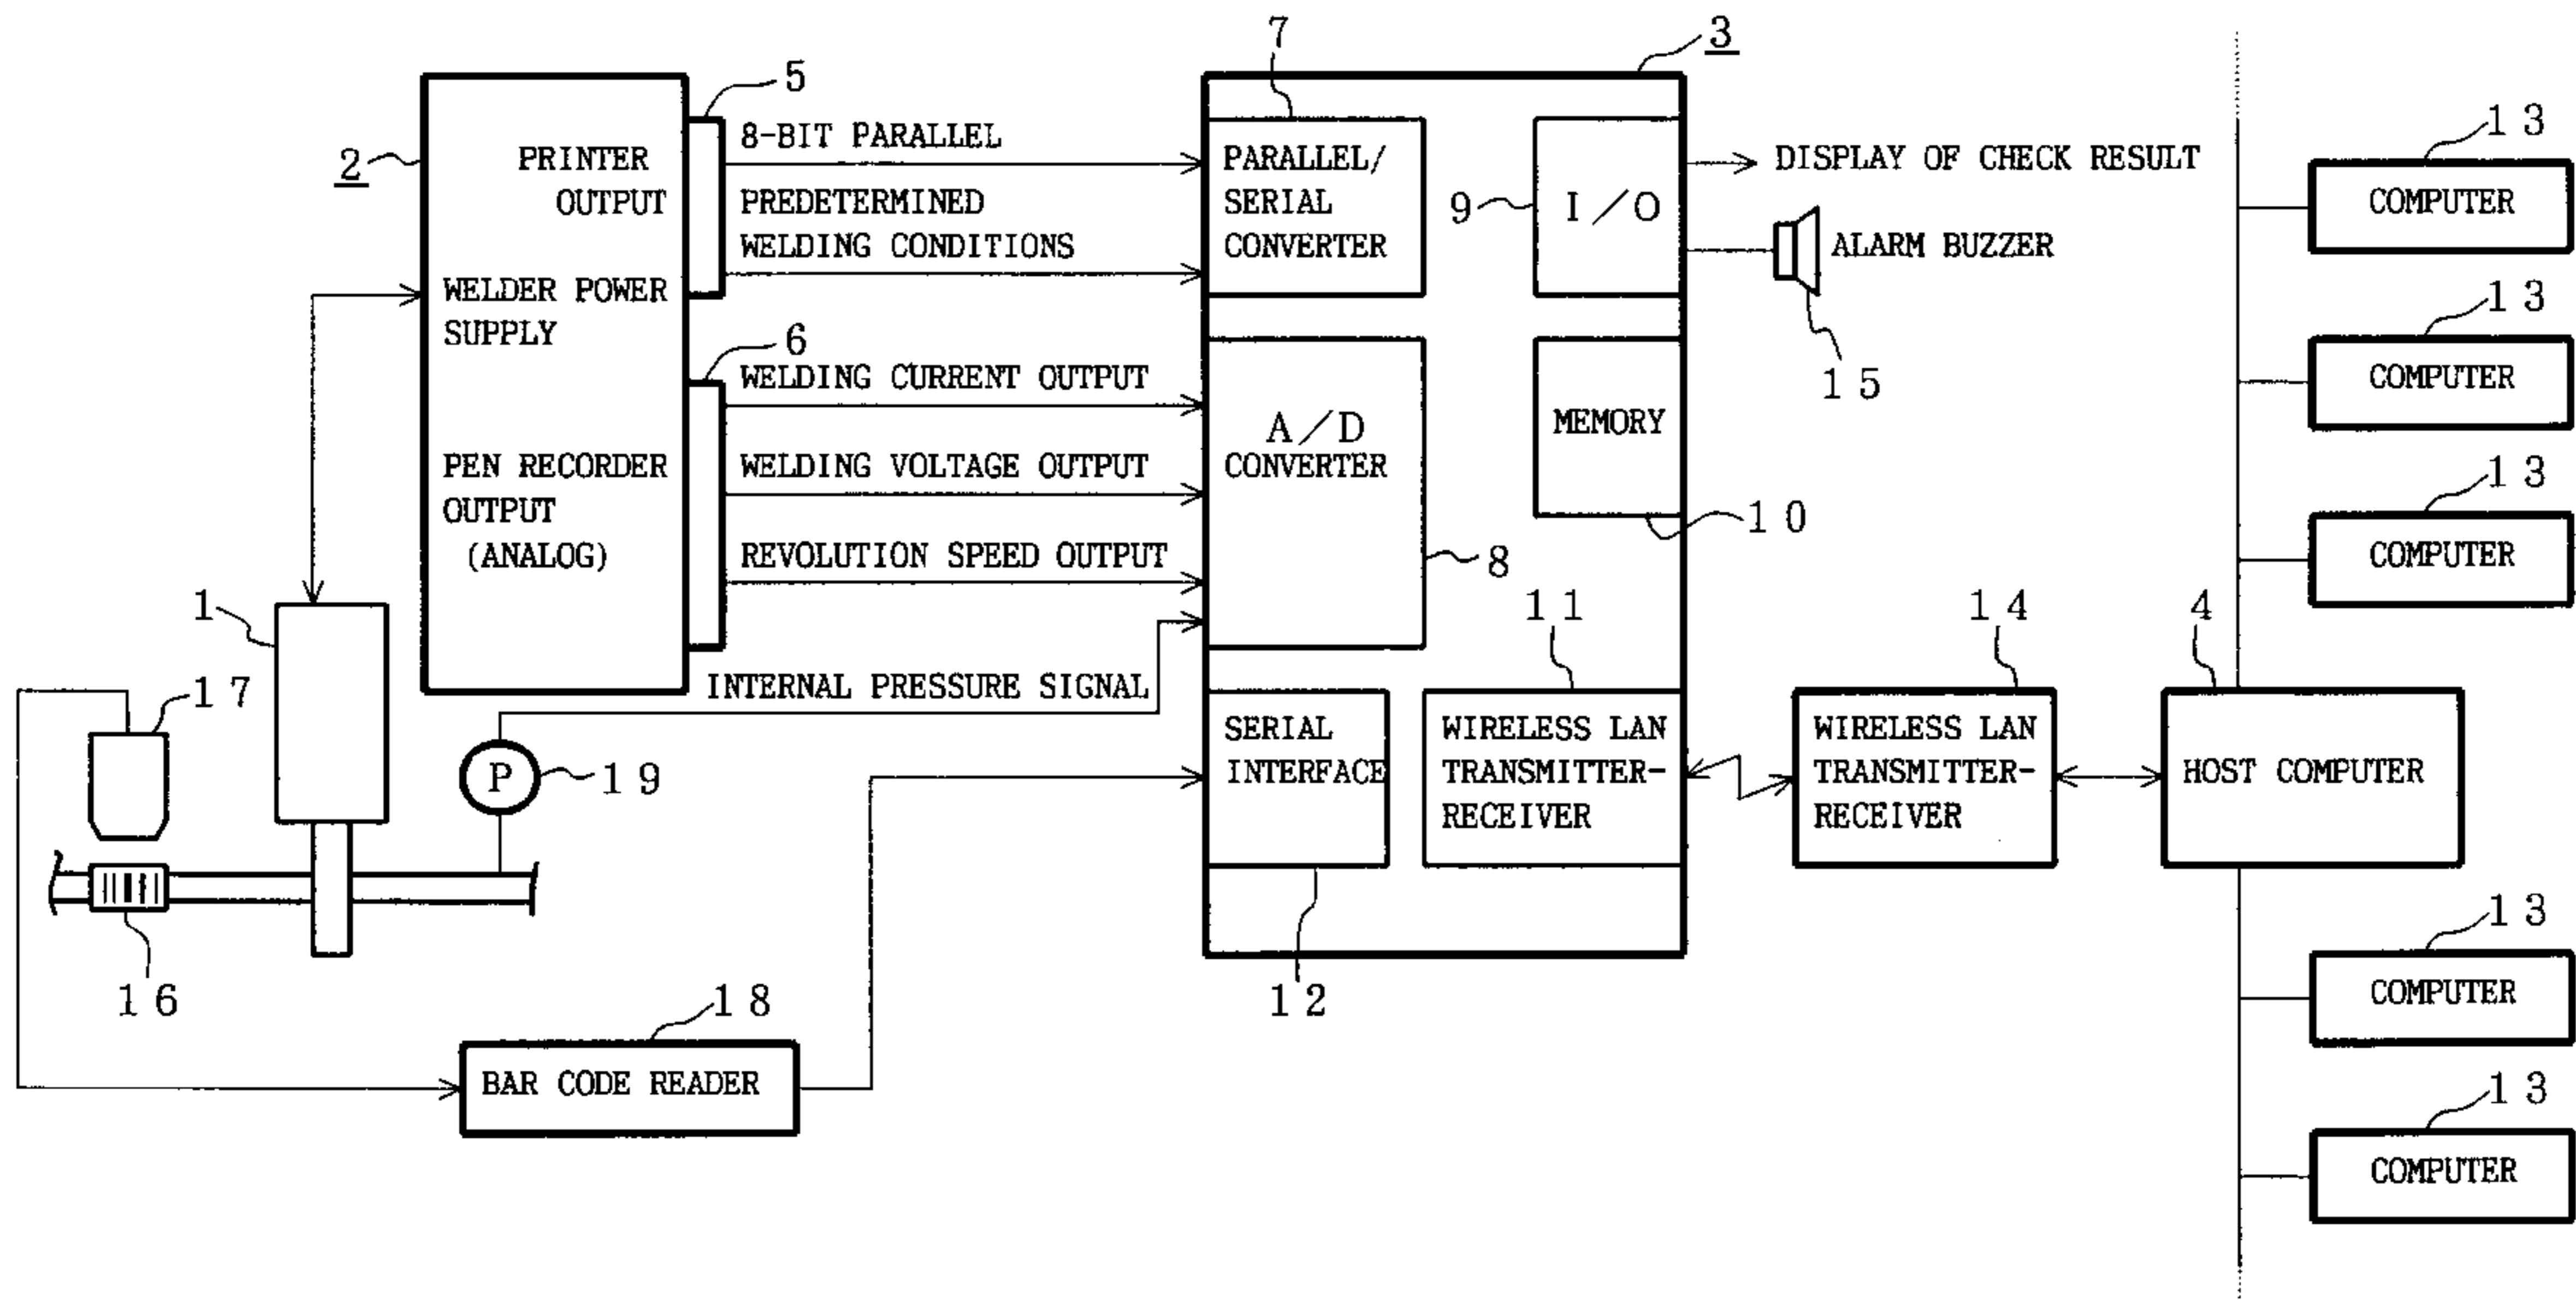 7
3
5
13
8-BIT PARALLEL
2
PRINTER
OUTPUT
PARALLEL/
SERIAL
CONVERTER
I/O
9
DISPLAY OF CHECK RESULT
COMPUTER
PREDETERMINED
WELDING CONDITIONS
ALARM BUZZER
WELDER POWER
SUPPLY
13
6
15
WELDING CURRENT OUTPUT
COMPUTER
A/D
CONVERTER
MEMORY
PEN RECORDER
OUTPUT
(ANALOG)
WELDING VOLTAGE OUTPUT
13
10
REVOLUTION SPEED OUTPUT
8
COMPUTER
1
11
14
4
17
INTERNAL PRESSURE SIGNAL
SERIAL
INTERFACE
WIRELESS LAN
TRANSMITTER-
RECEIVER
WIRELESS LAN
TRANSMITTER-
RECEIVER
HOST COMPUTER
P
19
13
16
12
COMPUTER
18
BAR CODE READER
13
COMPUTER